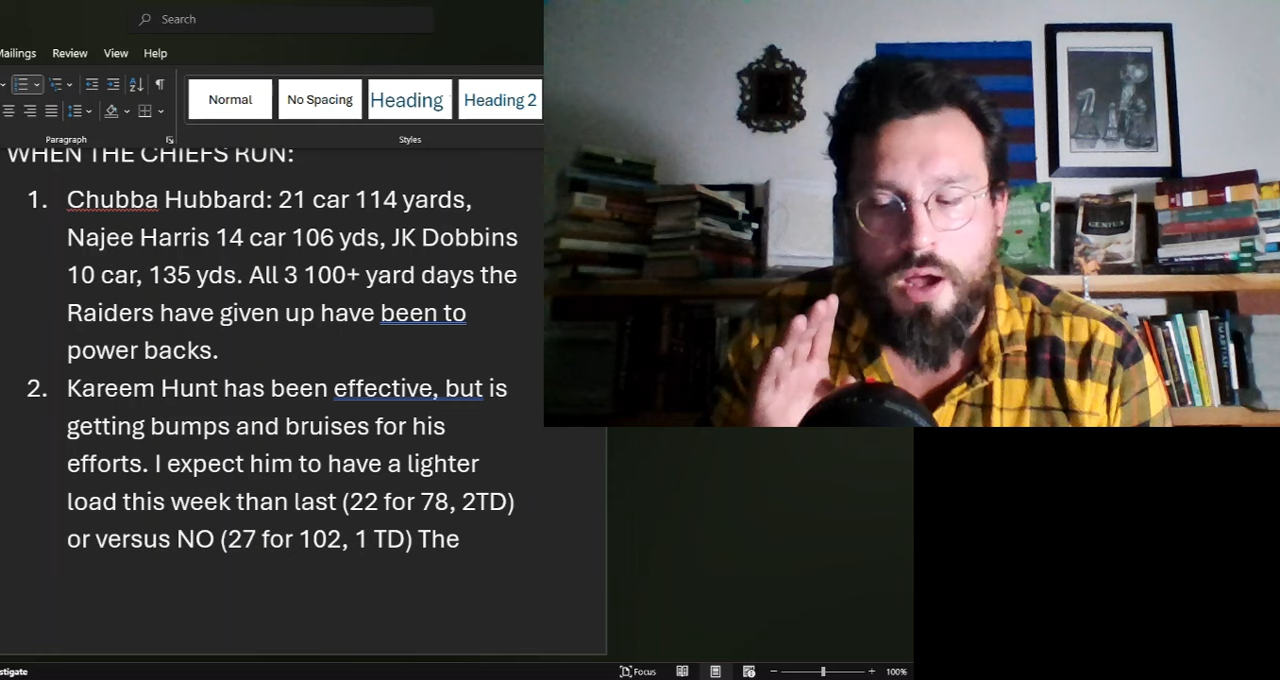 Search
Mailings Review View Help
Normal No Spacing Heading Heading 2
Paragraph Styles
WHEN THE CHIEFS RUN:
1. Chubba Hubbard: 21 car 114 yards,
Najee Harris 14 car 106 yds, JK Dobbins
10 car, 135 yds. All 3 100+ yard days the
Raiders have given up have been to
power backs.
2. Kareem Hunt has been effective, but is
getting bumps and bruises for his
efforts. I expect him to have a lighter
load this week than last (22 for 78, 2TD)
or versus NO (27 for 102, 1 TD) The
GENIUS
stigate
Focus
100%